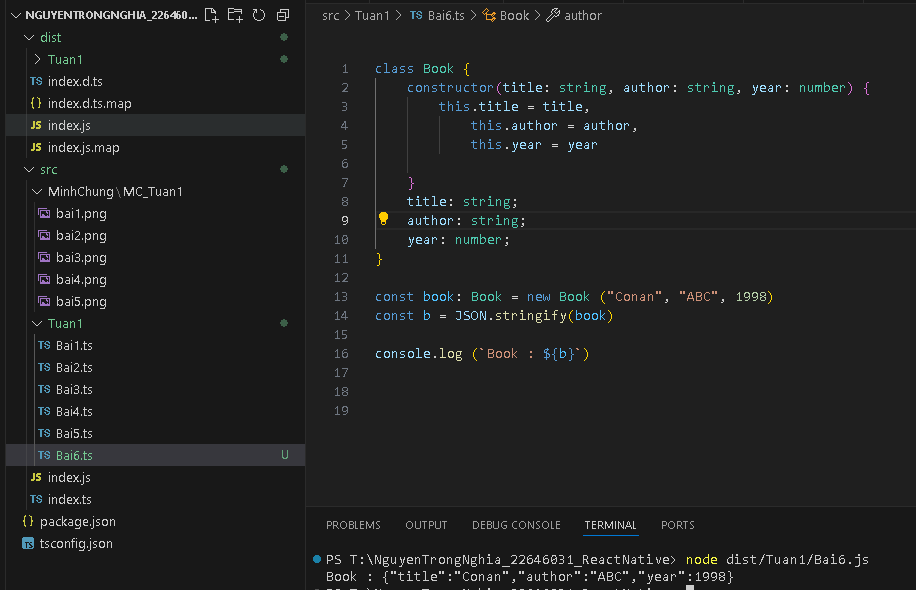 NGUYENTRONGNGHIA_226460...
dist
Tuan1
TS index.d.ts
{} index.d.ts.map
JS index.js
JS index.js.map
src
MinhChung \ MC_Tuan1
bai1.png
bai2.png
bai3.png
bai4.png
bai5.png
Tuan1
TS Bai1.ts
TS Bai2.ts
TS Bai3.ts
TS Bai4.ts
TS Bai5.ts
TS Bai6.ts U
JS index.js
TS index.ts
{} package.json
TS tsconfig.json
src > Tuan1 > TS Bai6.ts > Book > author
1 class Book {
2 constructor(title: string, author: string, year: number) {
3 this.title = title,
4 this.author = author,
5 this.year = year
6
7 }
8 title: string;
9 author: string;
10 year: number;
11 }
12
13 const book: Book = new Book ("Conan", "ABC", 1998)
14 const b = JSON.stringify(book)
15
16 console.log (`Book : ${b}`)
17
18
19
PROBLEMS OUTPUT DEBUG CONSOLE TERMINAL PORTS
PS T:\NguyenTrongNghia_22646031_ReactNative> node dist/Tuan1/Bai6.js
Book : {"title":"Conan","author":"ABC","year":1998}